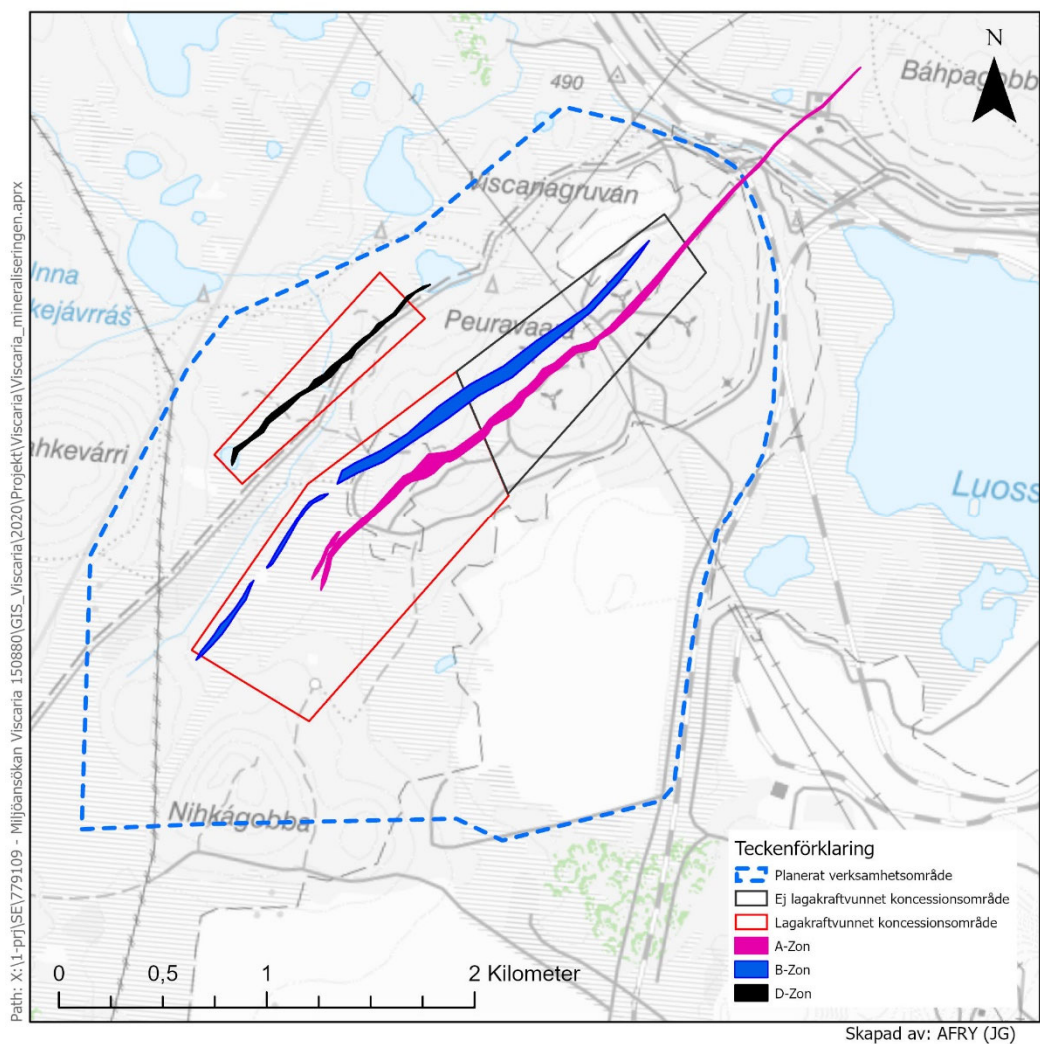 N
Báhpagobb
490
Viscariagruvan
Inna
kejávrráš
Peuravaara
ahkevárri
Luoss
Nihkágobba
Teckenförklaring
Planerat verksamhetsområde
Ej lagakraftvunnet koncessionsområde
Lagakraftvunnet koncessionsområde
A-Zon
B-Zon
D-Zon
0 0,5 1 2 Kilometer
Path: X:\1-prj\SE\779109 - Miljöansökan Viscaria 150880\GIS_Viscaria\2020\Projekt\Viscaria\Viscaria_mineraliseringen.aprx
Skapad av: AFRY (JG)